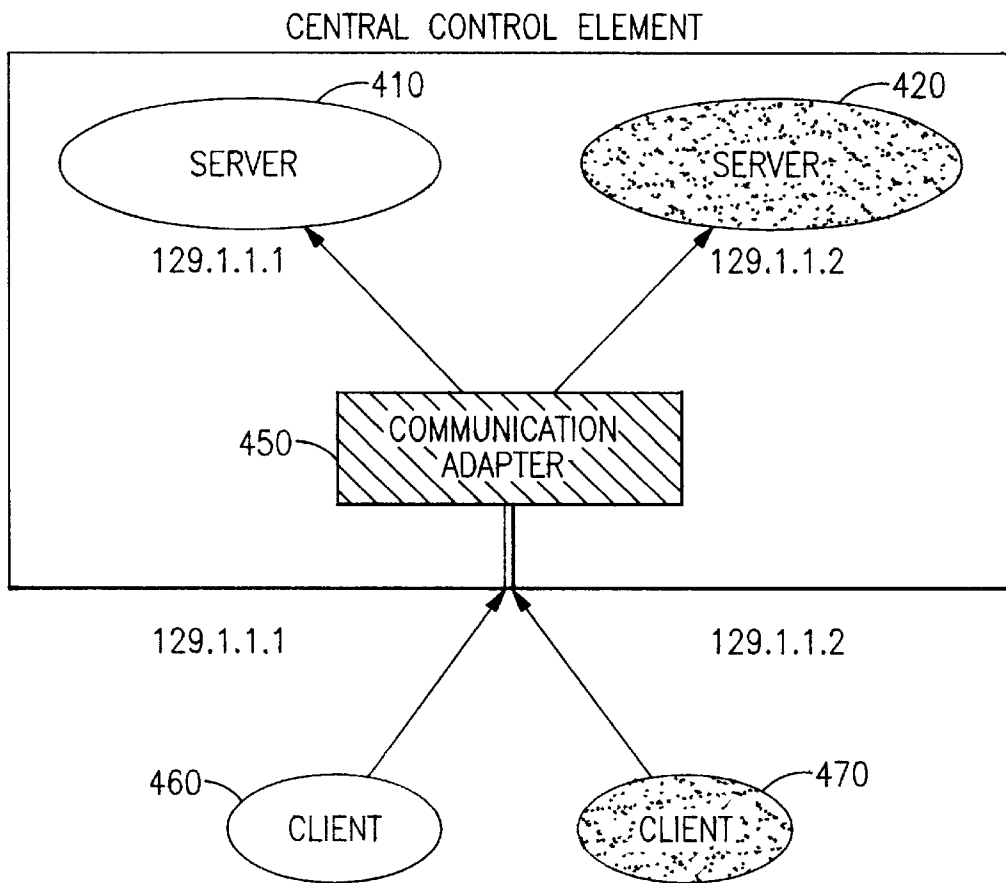 CENTRAL CONTROL ELEMENT
410
420
SERVER
SERVER
129.1.1.1
129.1.1.2
450
COMMUNICATION
ADAPTER
129.1.1.1
129.1.1.2
460
470
CLIENT
CLIENT